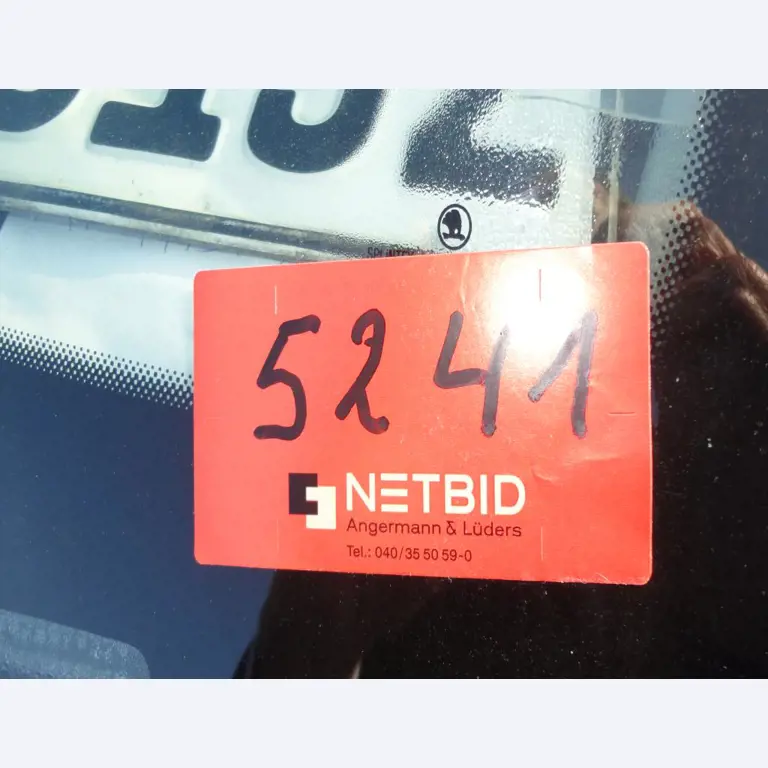 5241
NETBID
Angermann & Lüders
Tel.: 040/35 50 59-0